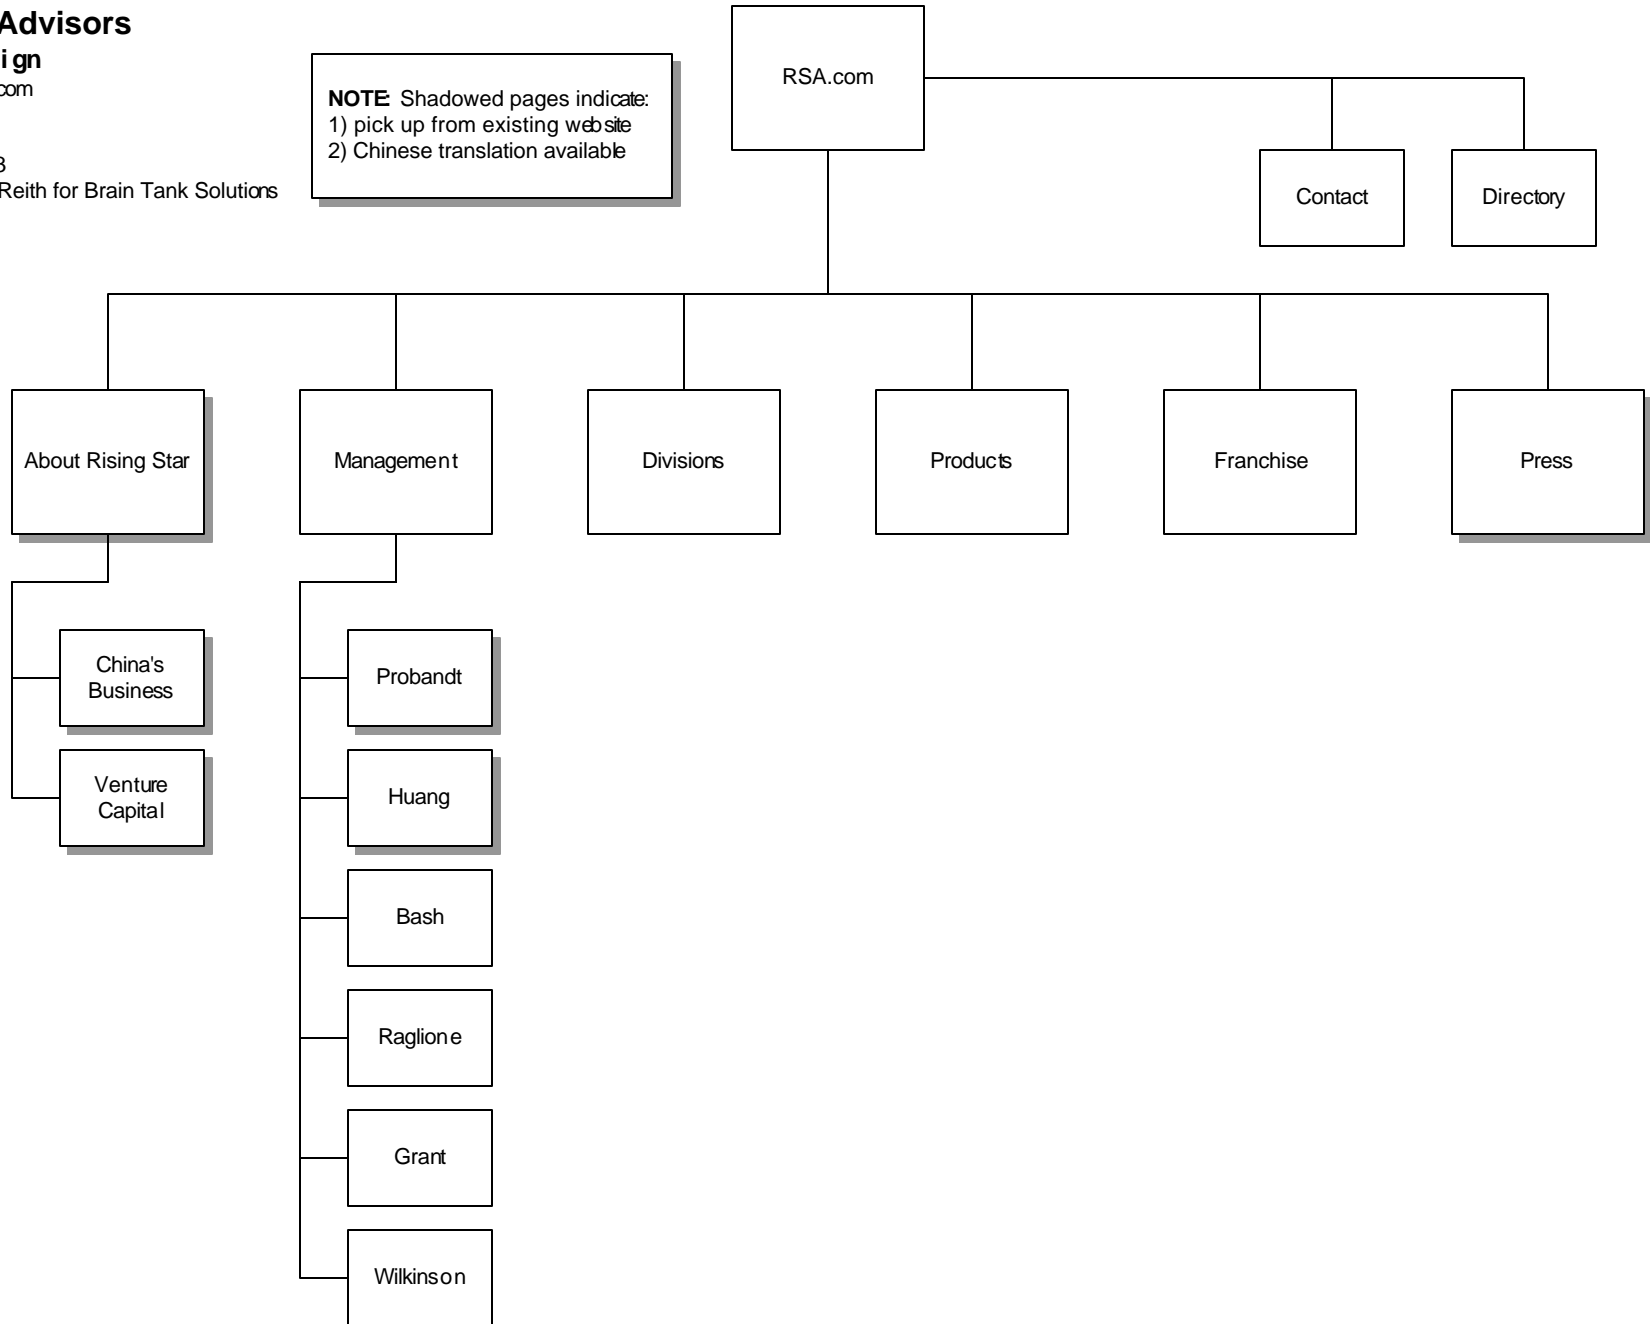 Advisors
ign
com
3
Reith for Brain Tank Solutions
NOTE: Shadowed pages indicate:
1) pick up from existing web site
2) Chinese translation available
RSA.com
Contact
Directory
About Rising Star
Management
Divisions
Products
Franchise
Press
China's
Business
Venture
Capital
Probandt
Huang
Bash
Raglione
Grant
Wilkinson